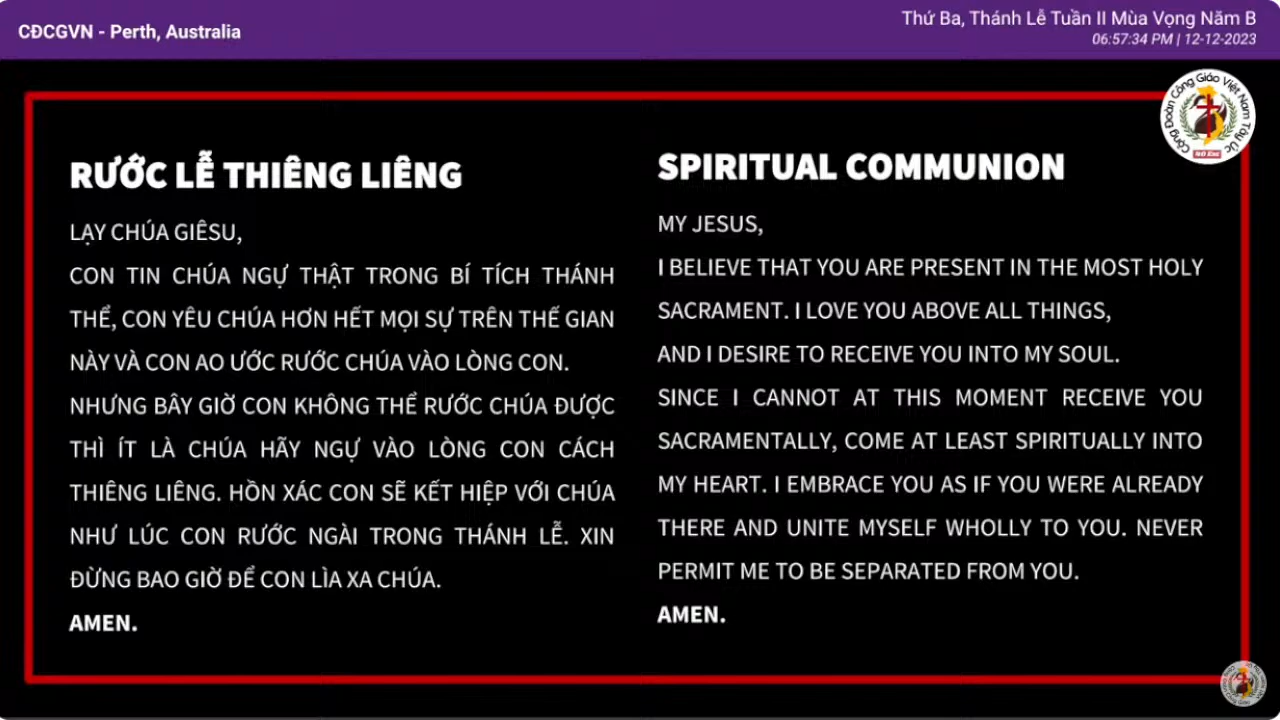 CĐCGVN - Perth, Australia
Thứ Ba, Thánh Lễ Tuần II Mùa Vọng Năm B
06:57:34 PM | 12-12-2023
Cộng Đoàn Công Giáo Việt Nam Tây Úc
RƯỚC LỄ THIÊNG LIÊNG
LẠY CHÚA GIÊSU,
CON TIN CHÚA NGỰ THẬT TRONG BÍ TÍCH THÁNH
THỂ, CON YÊU CHÚA HƠN HẾT MỌI SỰ TRÊN THẾ GIAN
NÀY VÀ CON AO ƯỚC RƯỚC CHÚA VÀO LÒNG CON.
NHƯNG BÂY GIỜ CON KHÔNG THỂ RƯỚC CHÚA ĐƯỢC
THÌ ÍT LÀ CHÚA HÃY NGỰ VÀO LÒNG CON CÁCH
THIÊNG LIÊNG. HỒN XÁC CON SẼ KẾT HIỆP VỚI CHÚA
NHƯ LÚC CON RƯỚC NGÀI TRONG THÁNH LỄ. XIN
ĐỪNG BAO GIỜ ĐỂ CON LÌA XA CHÚA.
AMEN.
SPIRITUAL COMMUNION
MY JESUS,
I BELIEVE THAT YOU ARE PRESENT IN THE MOST HOLY
SACRAMENT. I LOVE YOU ABOVE ALL THINGS,
AND I DESIRE TO RECEIVE YOU INTO MY SOUL.
SINCE I CANNOT AT THIS MOMENT RECEIVE YOU
SACRAMENTALLY, COME AT LEAST SPIRITUALLY INTO
MY HEART. I EMBRACE YOU AS IF YOU WERE ALREADY
THERE AND UNITE MYSELF WHOLLY TO YOU. NEVER
PERMIT ME TO BE SEPARATED FROM YOU.
AMEN.